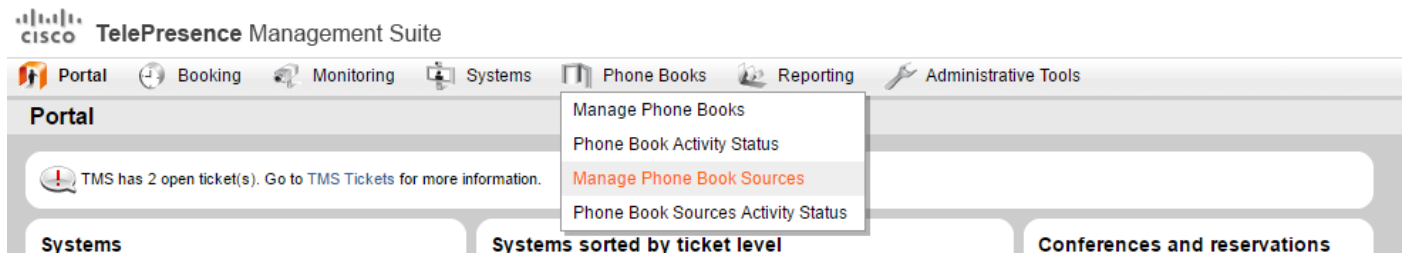 CISCO TelePresence Management Suite
Portal Booking Monitoring Systems Phone Books Reporting Administrative Tools
Portal
Manage Phone Books
Phone Book Activity Status
TMS has 2 open ticket(s). Go to TMS Tickets for more information.
Manage Phone Book Sources
Phone Book Sources Activity Status
Systems
Systems sorted by ticket level
Conferences and reservations